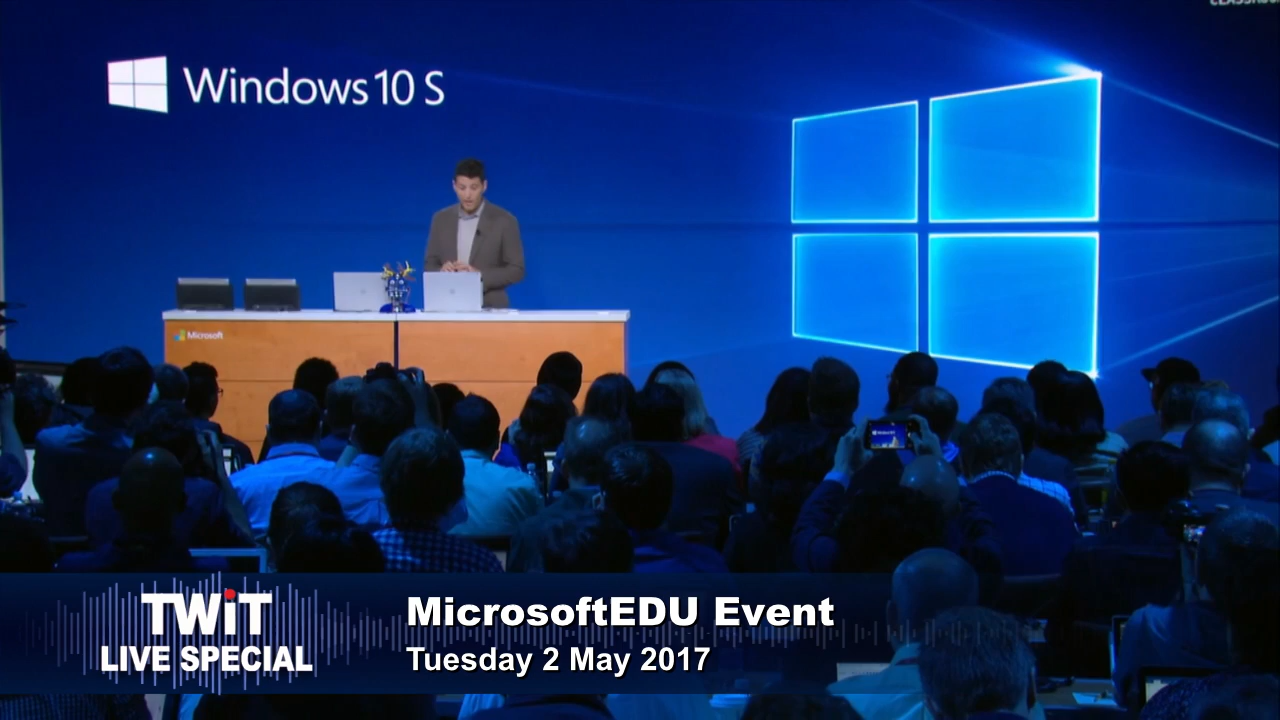 Windows 10 S
Microsoft
TWiT
LIVE SPECIAL
MicrosoftEDU Event
Tuesday 2 May 2017